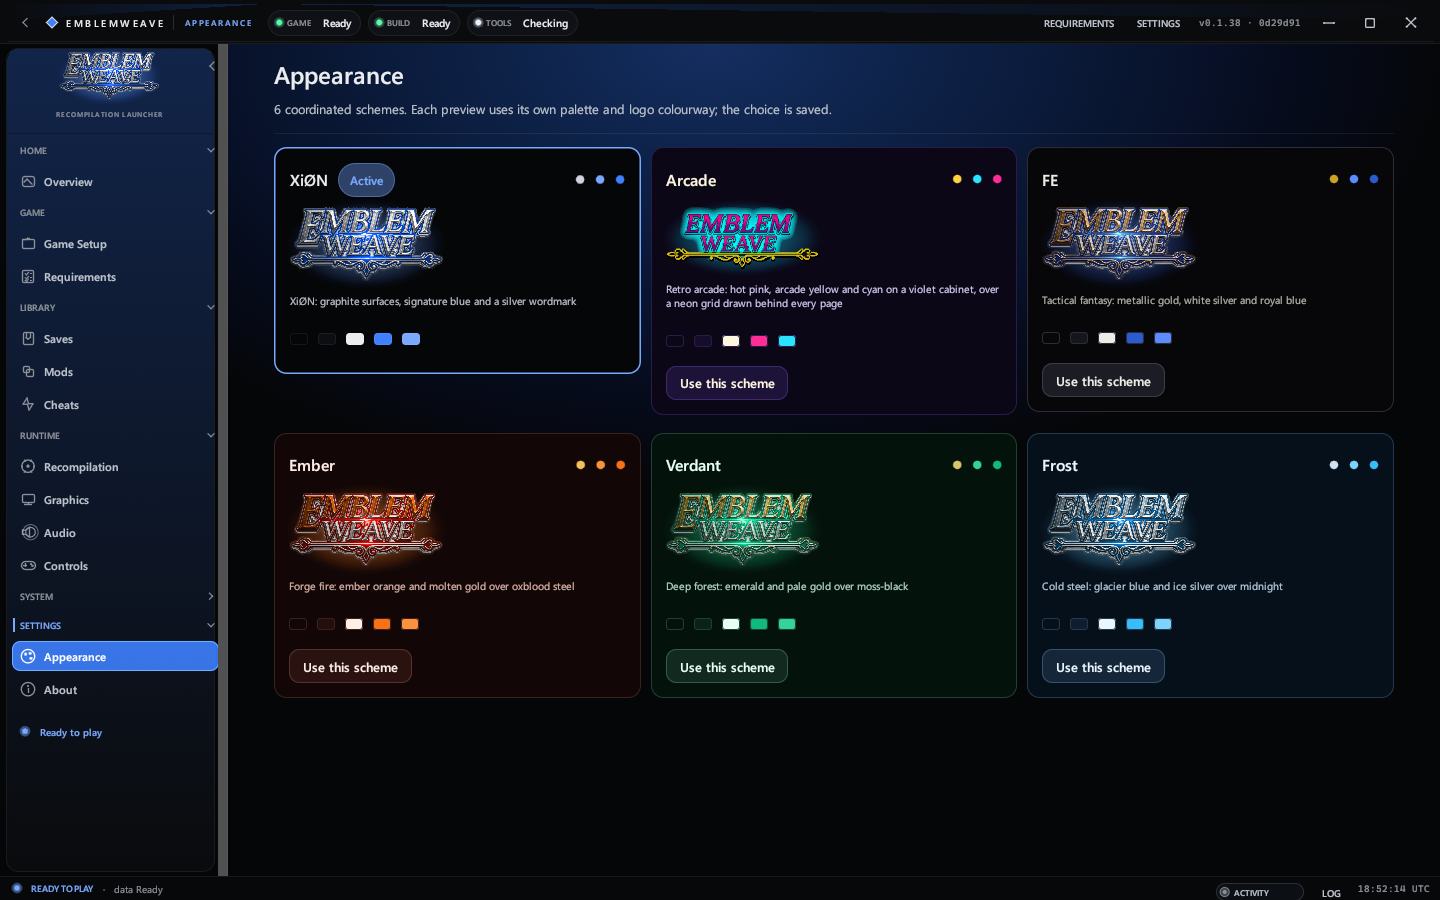 EMBLEMWEAVE
APPEARANCE
GAME Ready
BUILD Ready
TOOLS Checking
REQUIREMENTS
SETTINGS
v0.1.38 · 0d29d91
EMBLEM
WEAVE
RECOMPILATION LAUNCHER
HOME
Overview
GAME
Game Setup
Requirements
LIBRARY
Saves
Mods
Cheats
RUNTIME
Recompilation
Graphics
Audio
Controls
SYSTEM
SETTINGS
Appearance
About
Ready to play
Appearance
6 coordinated schemes. Each preview uses its own palette and logo colourway; the choice is saved.
XiØN Active
EMBLEM
WEAVE
XiØN: graphite surfaces, signature blue and a silver wordmark
Arcade
EMBLEM
WEAVE
Retro arcade: hot pink, arcade yellow and cyan on a violet cabinet, over
a neon grid drawn behind every page
Use this scheme
FE
EMBLEM
WEAVE
Tactical fantasy: metallic gold, white silver and royal blue
Use this scheme
Ember
EMBLEM
WEAVE
Forge fire: ember orange and molten gold over oxblood steel
Use this scheme
Verdant
EMBLEM
WEAVE
Deep forest: emerald and pale gold over moss-black
Use this scheme
Frost
EMBLEM
WEAVE
Cold steel: glacier blue and ice silver over midnight
Use this scheme
READY TO PLAY · data Ready
ACTIVITY
LOG
18:52:14 UTC